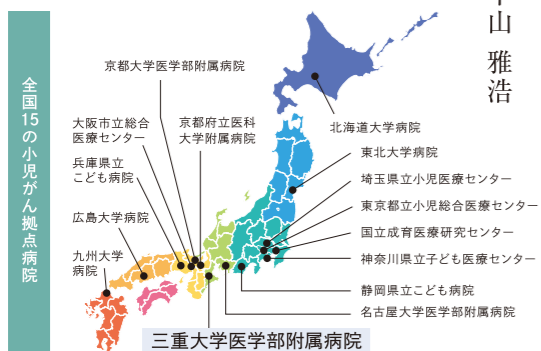 山 雅浩
全国15の小児がん拠点病院
京都大学医学部附属病院
大阪市立総合
医療センター
京都府立医科
大学附属病院
兵庫県立
こども病院
広島大学病院
九州大学
病院
北海道大学病院
東北大学病院
埼玉県立小児医療センター
東京都立小児総合医療センター
国立成育医療研究センター
神奈川県立子ども医療センター
静岡県立こども病院
名古屋大学医学部附属病院
三重大学医学部附属病院